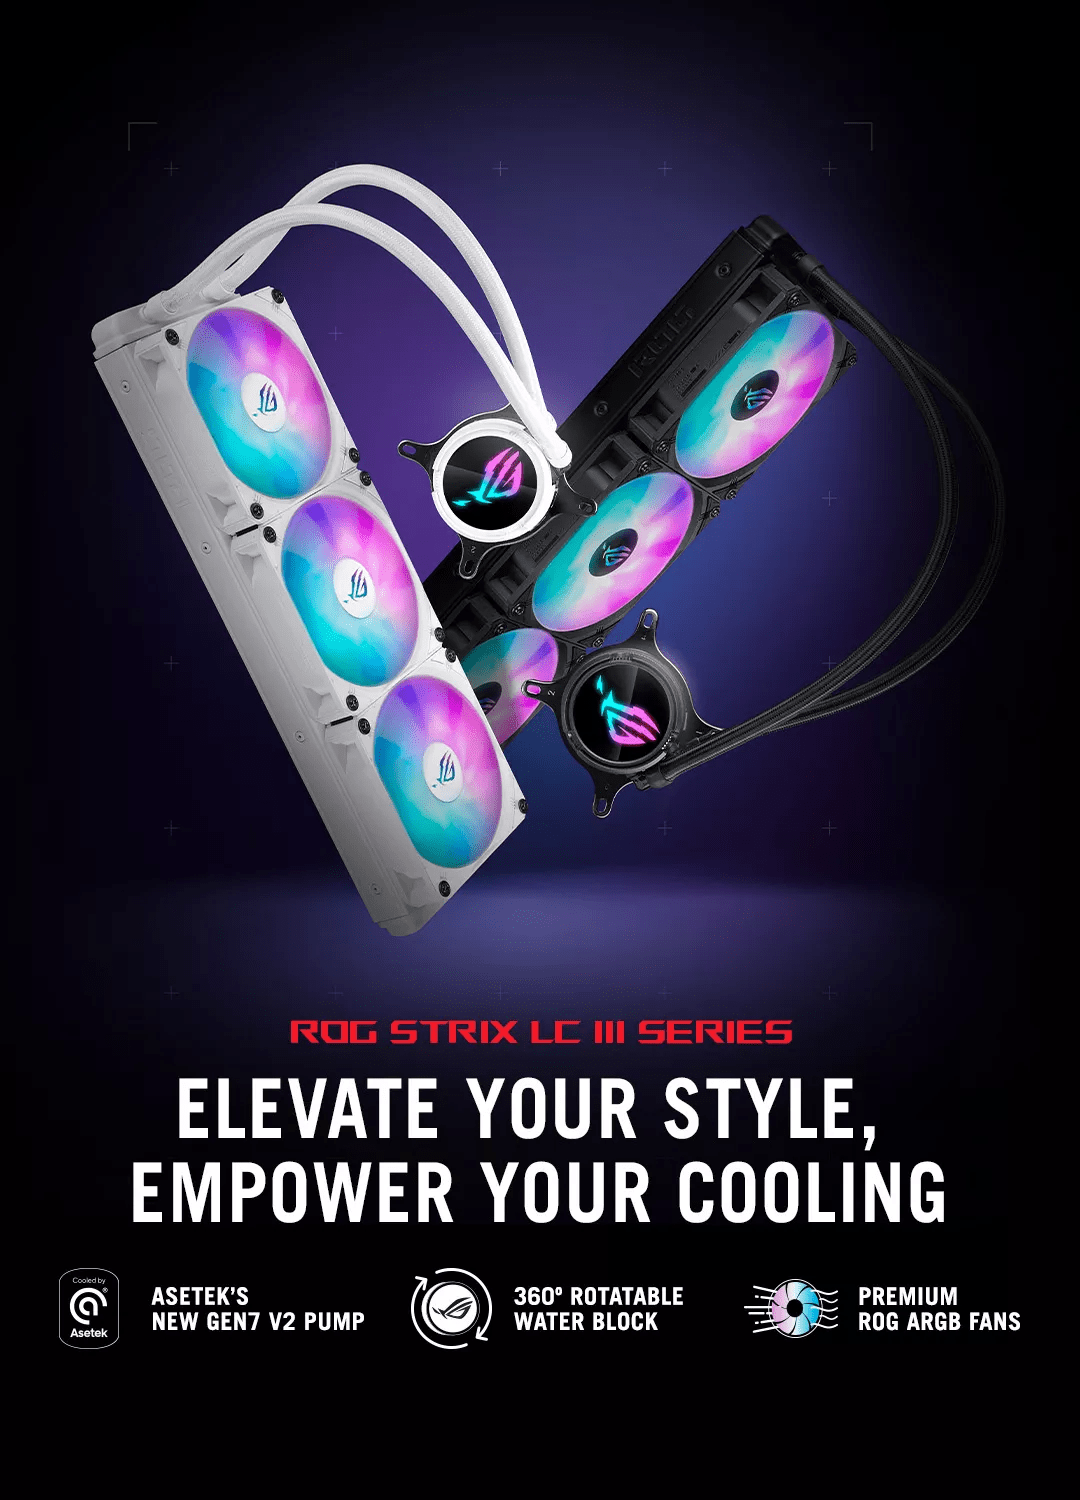 ROG STRIX LC III SERIES
ELEVATE YOUR STYLE,
EMPOWER YOUR COOLING
Cooled by
Asetek
ASETEK'S
NEW GEN7 V2 PUMP
360° ROTATABLE
WATER BLOCK
PREMIUM
ROG ARGB FANS